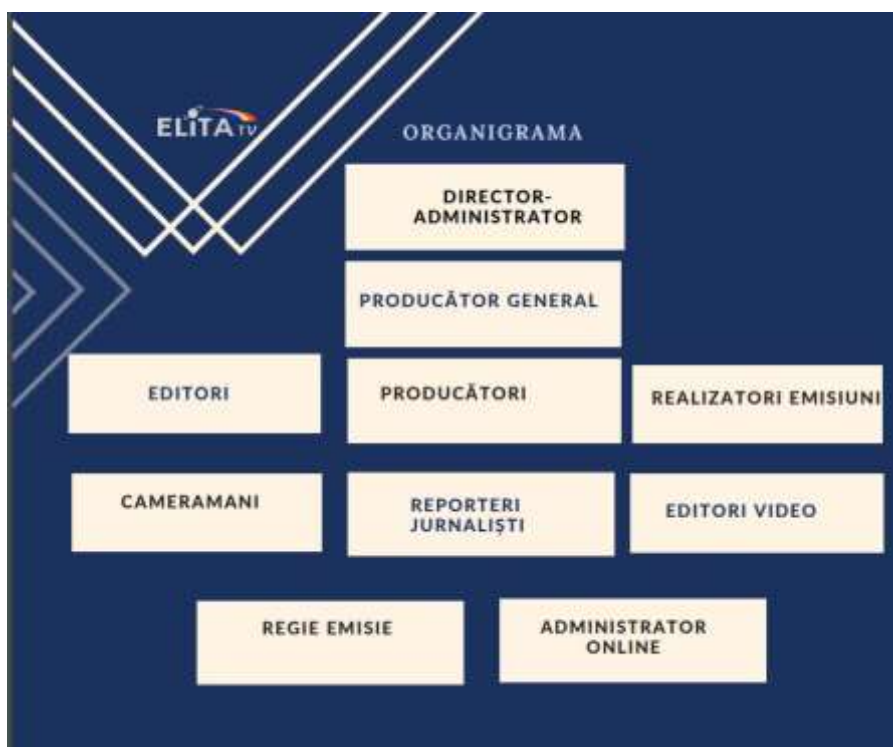 ELiTA TV
ORGANIGRAMA
DIRECTOR-
ADMINISTRATOR
PRODUCĂTOR GENERAL
EDITORI
PRODUCĂTORI
REALIZATORI EMISIUNI
CAMERAMANI
REPORTERI
JURNALIȘTI
EDITORI VIDEO
REGIE EMISIE
ADMINISTRATOR
ONLINE